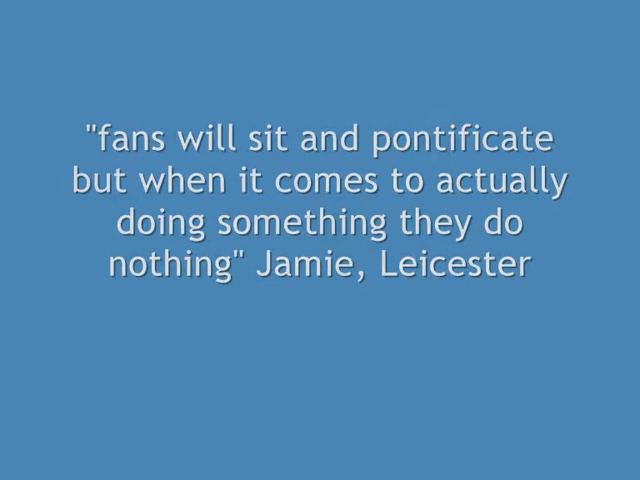 "fans will sit and pontificate
but when it comes to actually
doing something they do
nothing" Jamie, Leicester